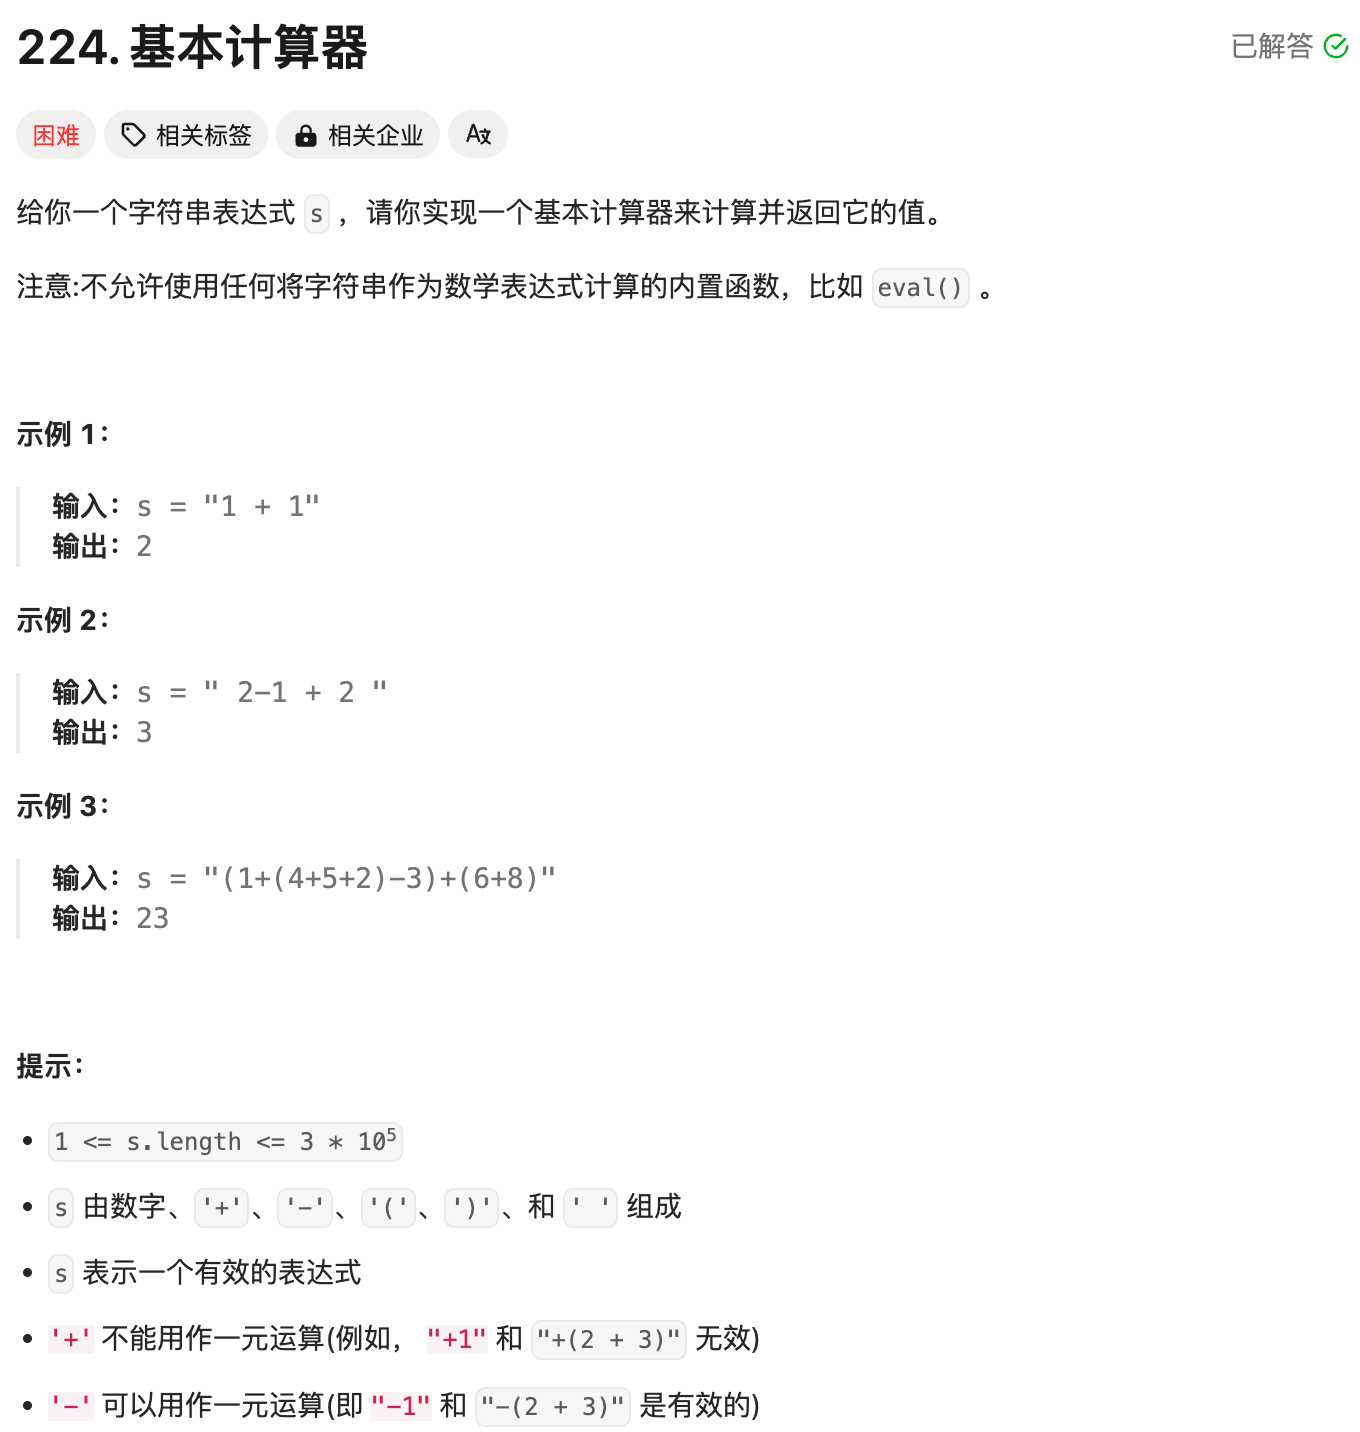 224. 基本计算器
已解答
困难 相关标签 相关企业
给你一个字符串表达式 s ，请你实现一个基本计算器来计算并返回它的值。
注意:不允许使用任何将字符串作为数学表达式计算的内置函数，比如 eval() 。
示例 1：
输入：s = "1 + 1"
输出：2
示例 2：
输入：s = " 2-1 + 2 "
输出：3
示例 3：
输入：s = "(1+(4+5+2)-3)+(6+8)"
输出：23
提示：
• 1 <= s.length <= 3 * 10⁵
• s 由数字、'+'、'-'、'('、')'、和 ' ' 组成
• s 表示一个有效的表达式
• '+' 不能用作一元运算(例如， "+1" 和 "+(2 + 3)" 无效)
• '-' 可以用作一元运算(即 "-1" 和 "-(2 + 3)" 是有效的)